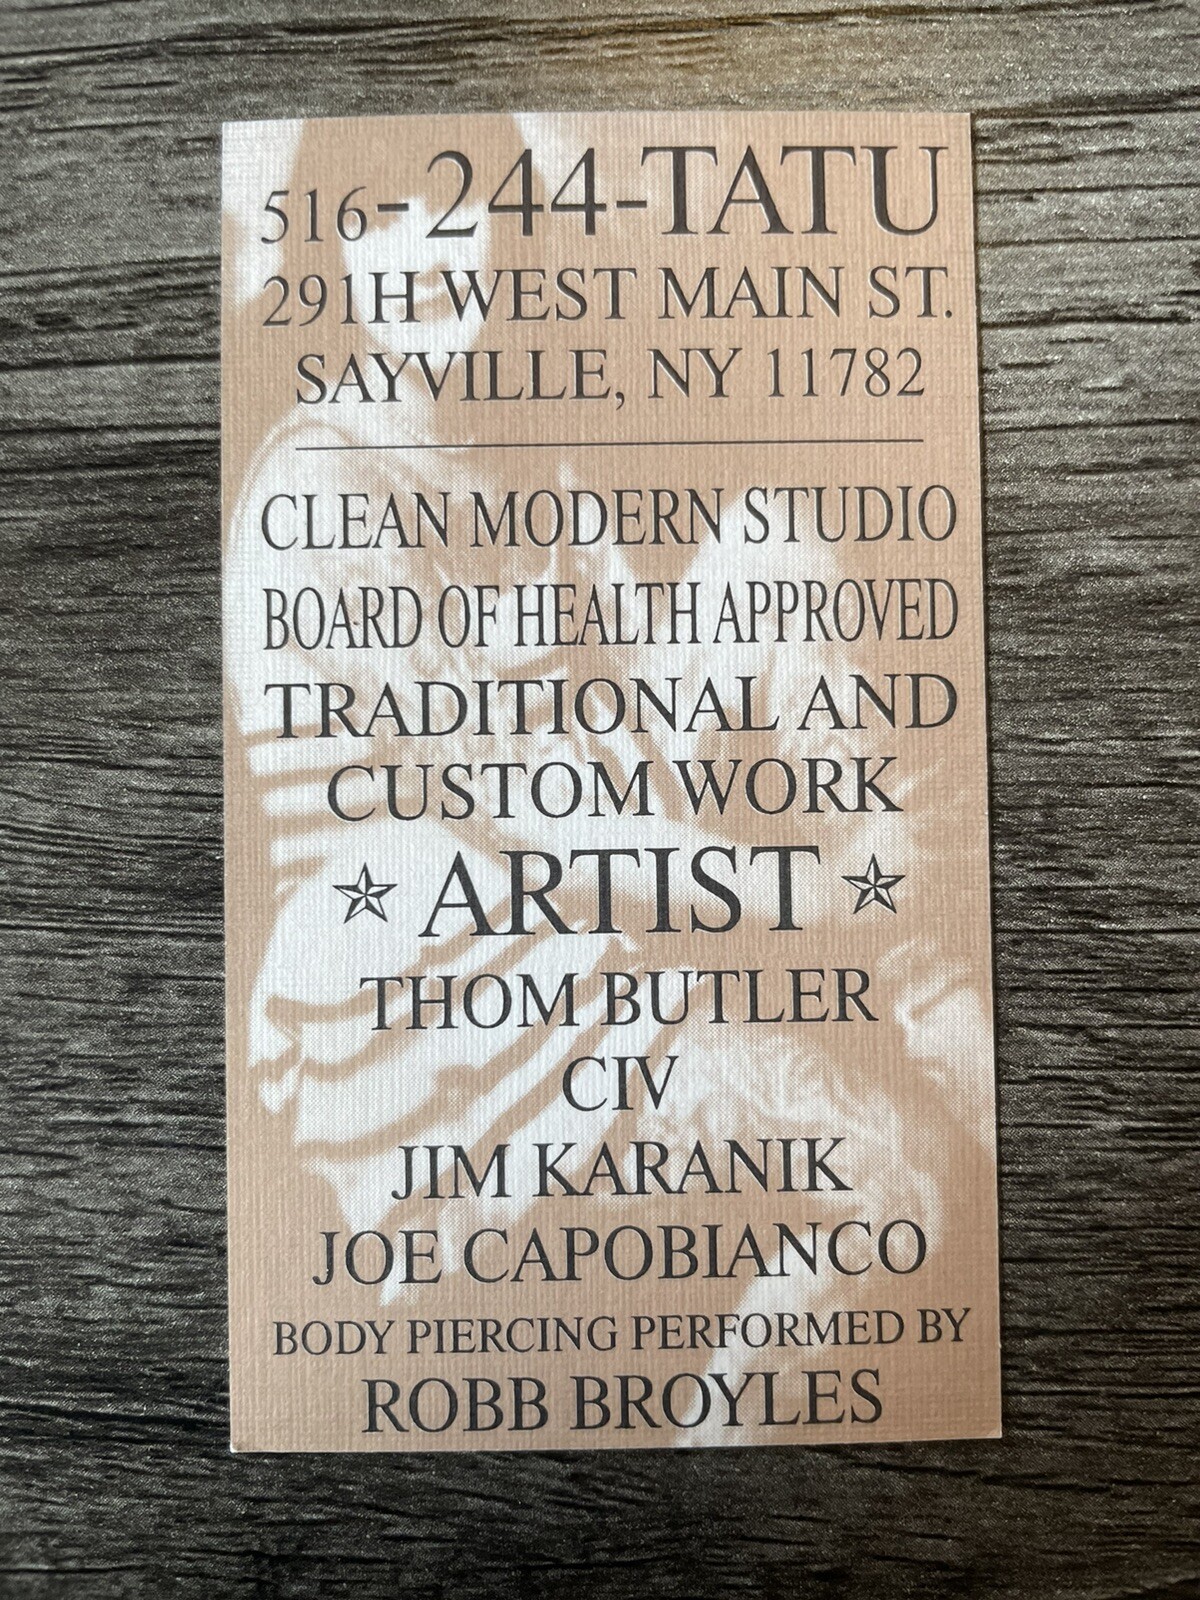 516-244-TATU
291H WEST MAIN ST.
SAYVILLE, NY 11782
CLEAN MODERN STUDIO
BOARD OF HEALTH APPROVED
TRADITIONAL AND
CUSTOM WORK
ARTIST
THOM BUTLER
CIV
JIM KARANIK
JOE CAPOBIANCO
BODY PIERCING PERFORMED BY
ROBB BROYLES